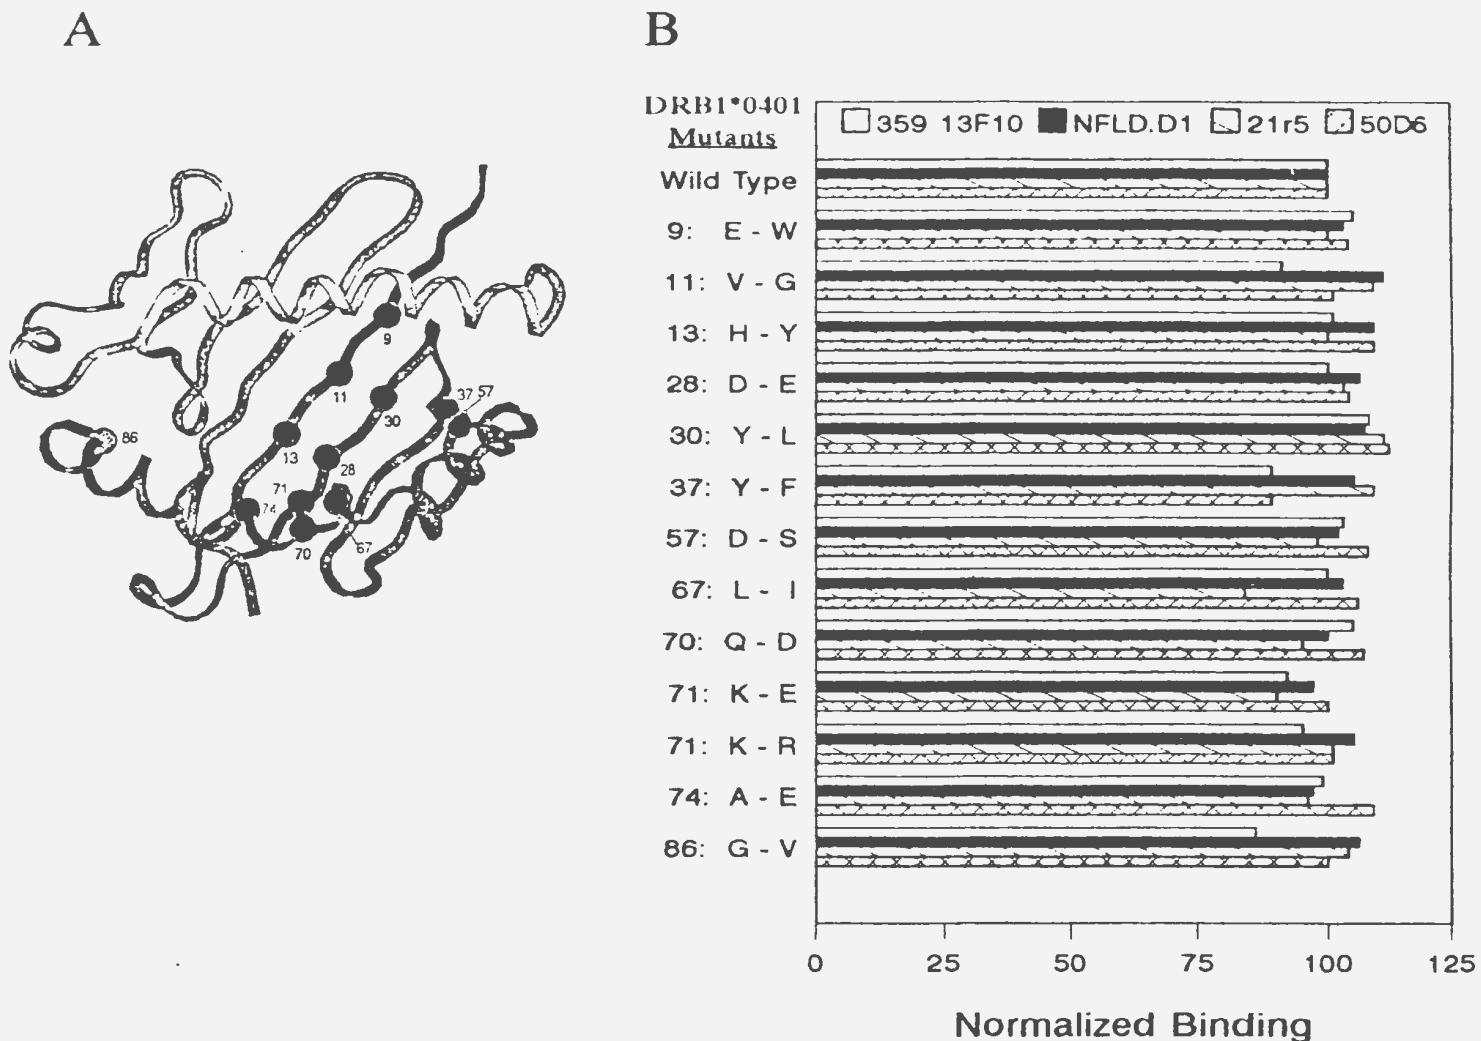 A
B
DRB1*0401
Mutants
359 13F10 NFLD.D1 21r5 50D6
Wild Type
9: E - W
11: V - G
13: H - Y
28: D - E
30: Y - L
37: Y - F
57: D - S
67: L - I
70: Q - D
71: K - E
71: K - R
74: A - E
86: G - V
0 25 50 75 100 125
Normalized Binding
9
11
30
37
57
86
13
28
71
74
70
67